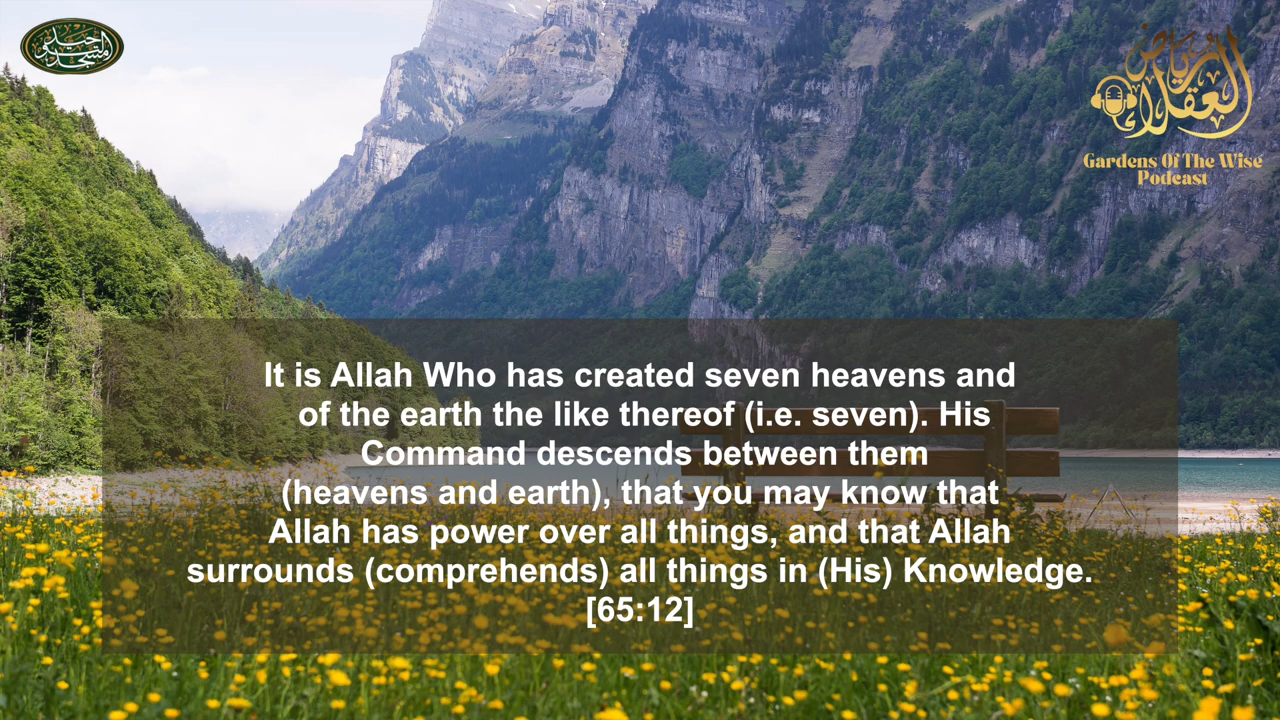 رياض
العقلاء
Gardens Of The Wise
Podcast
It is Allah Who has created seven heavens and
of the earth the like thereof (i.e. seven). His
Command descends between them
(heavens and earth), that you may know that
Allah has power over all things, and that Allah
surrounds (comprehends) all things in (His) Knowledge.
[65:12]